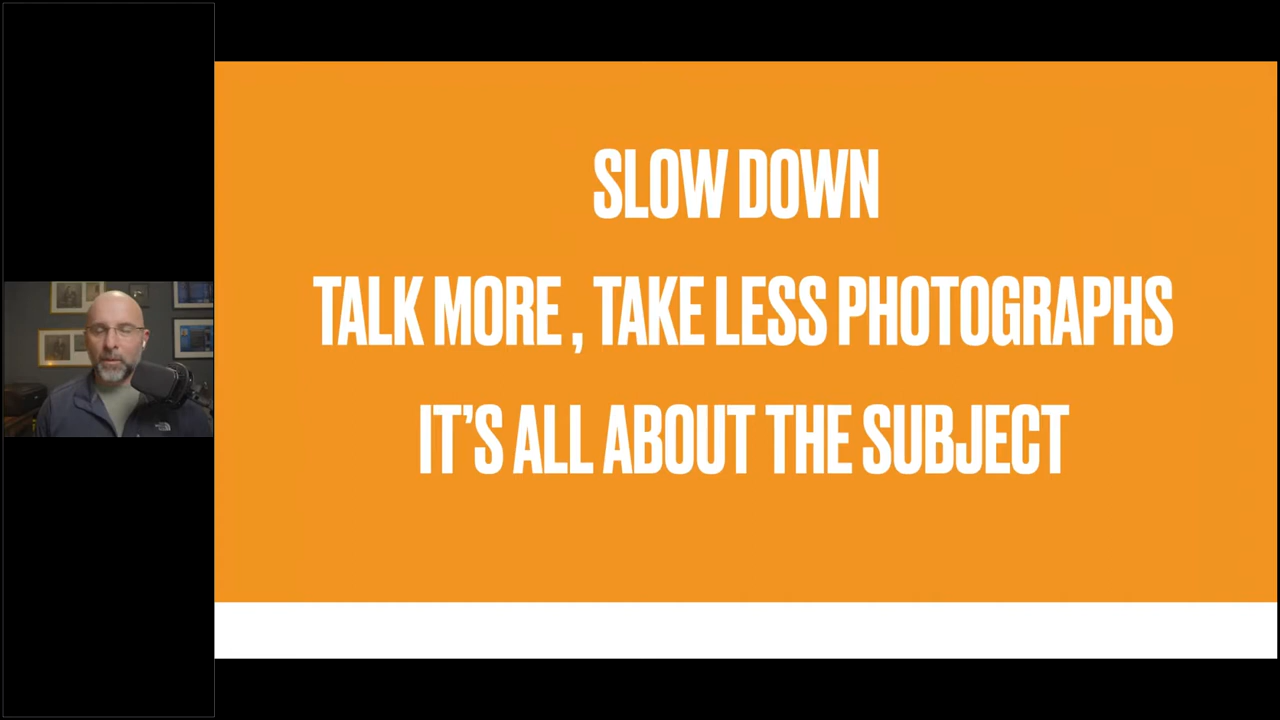 SLOW DOWN
TALK MORE , TAKE LESS PHOTOGRAPHS
IT'S ALL ABOUT THE SUBJECT